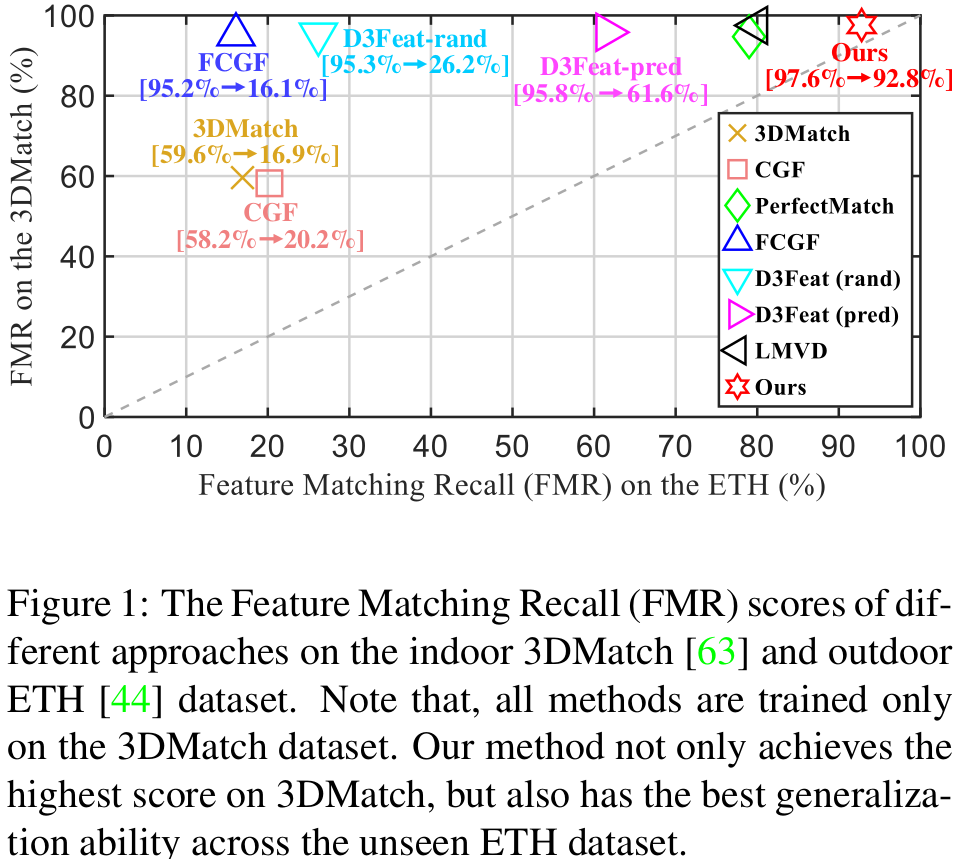 100
80
60
40
20
0
FMR on the 3DMatch (%)
FCGF
[95.2%→16.1%]
D3Feat-rand
[95.3%→26.2%]
D3Feat-pred
[95.8%→61.6%]
Ours
[97.6%→92.8%]
3DMatch
[59.6%→16.9%]
CGF
[58.2%→20.2%]
3DMatch
CGF
PerfectMatch
FCGF
D3Feat (rand)
D3Feat (pred)
LMVD
Ours
0 10 20 30 40 50 60 70 80 90 100
Feature Matching Recall (FMR) on the ETH (%)
Figure 1: The Feature Matching Recall (FMR) scores of dif-
ferent approaches on the indoor 3DMatch [63] and outdoor
ETH [44] dataset. Note that, all methods are trained only
on the 3DMatch dataset. Our method not only achieves the
highest score on 3DMatch, but also has the best generaliza-
tion ability across the unseen ETH dataset.